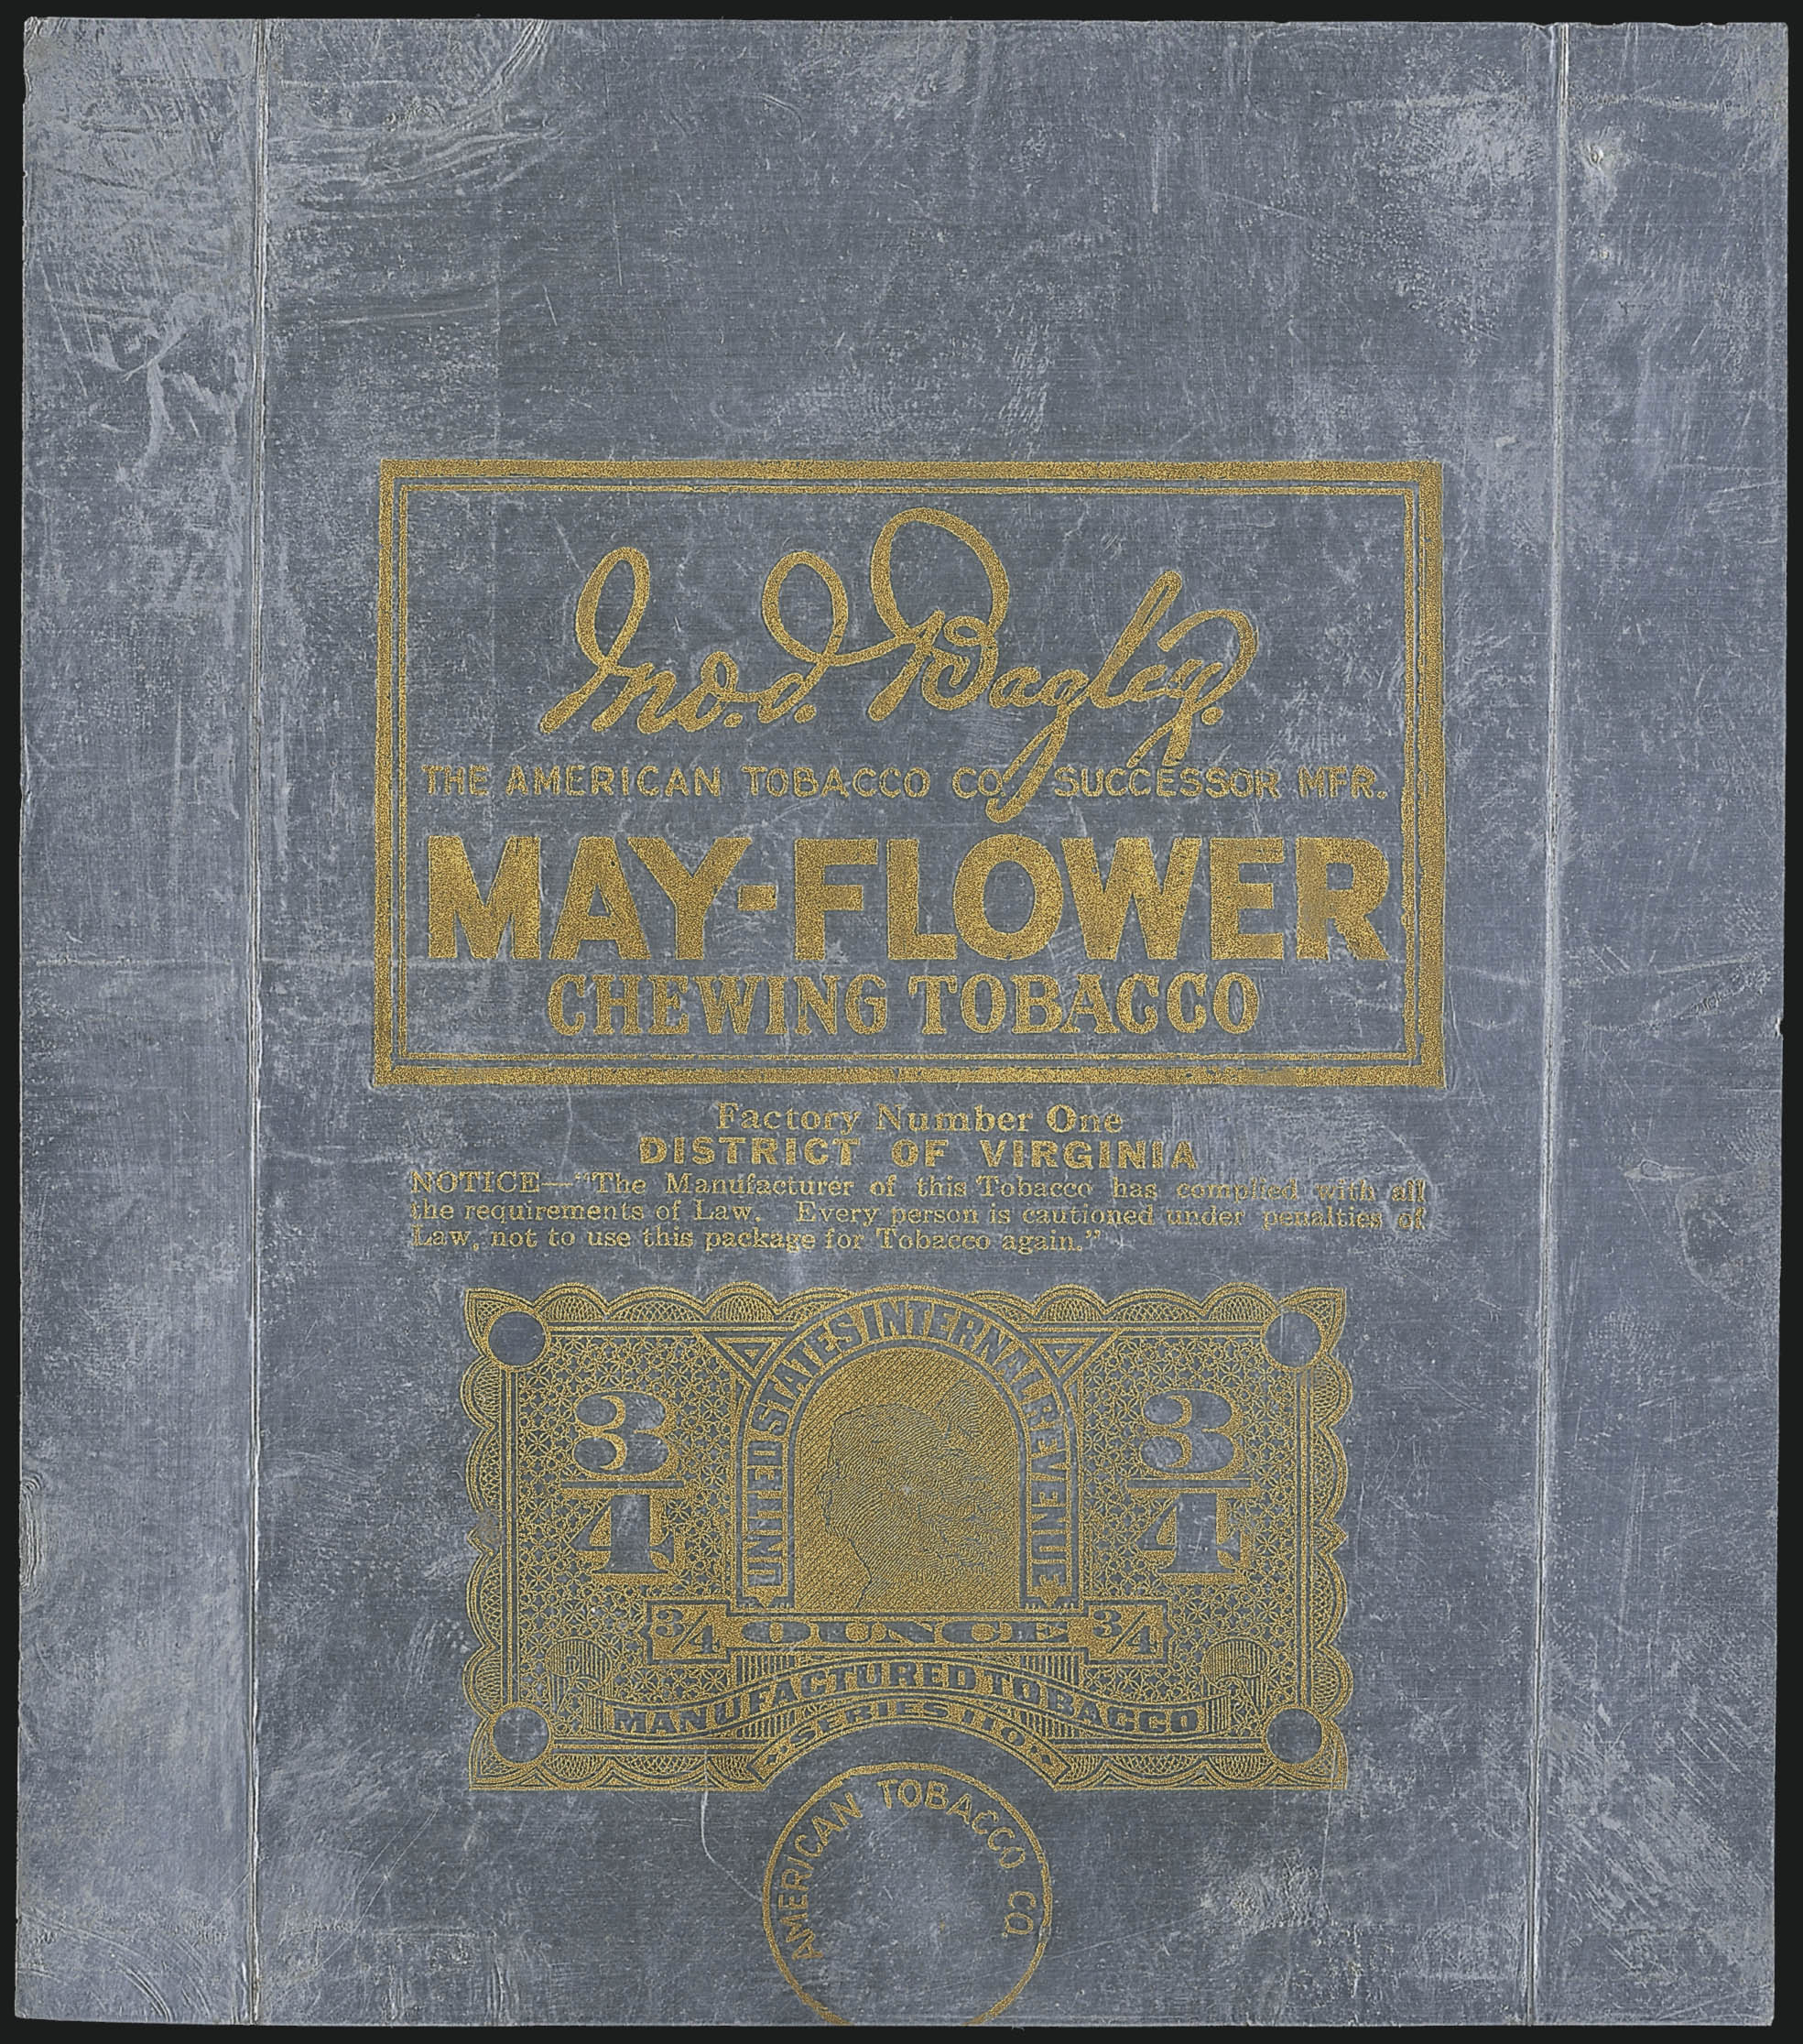 Jno. J. Bagley.
THE AMERICAN TOBACCO CO. SUCCESSOR MFR.
MAY-FLOWER
CHEWING TOBACCO
Factory Number One
DISTRICT OF VIRGINIA
NOTICE—"The Manufacturer of this Tobacco has complied with all
the requirements of Law. Every person is cautioned under penalties of
Law, not to use this package for Tobacco again."
UNITED STATES INTERNAL REVENUE
3/4 3/4
3/4 OUNCE 3/4
MANUFACTURED TOBACCO
SERIES 110
AMERICAN TOBACCO CO.